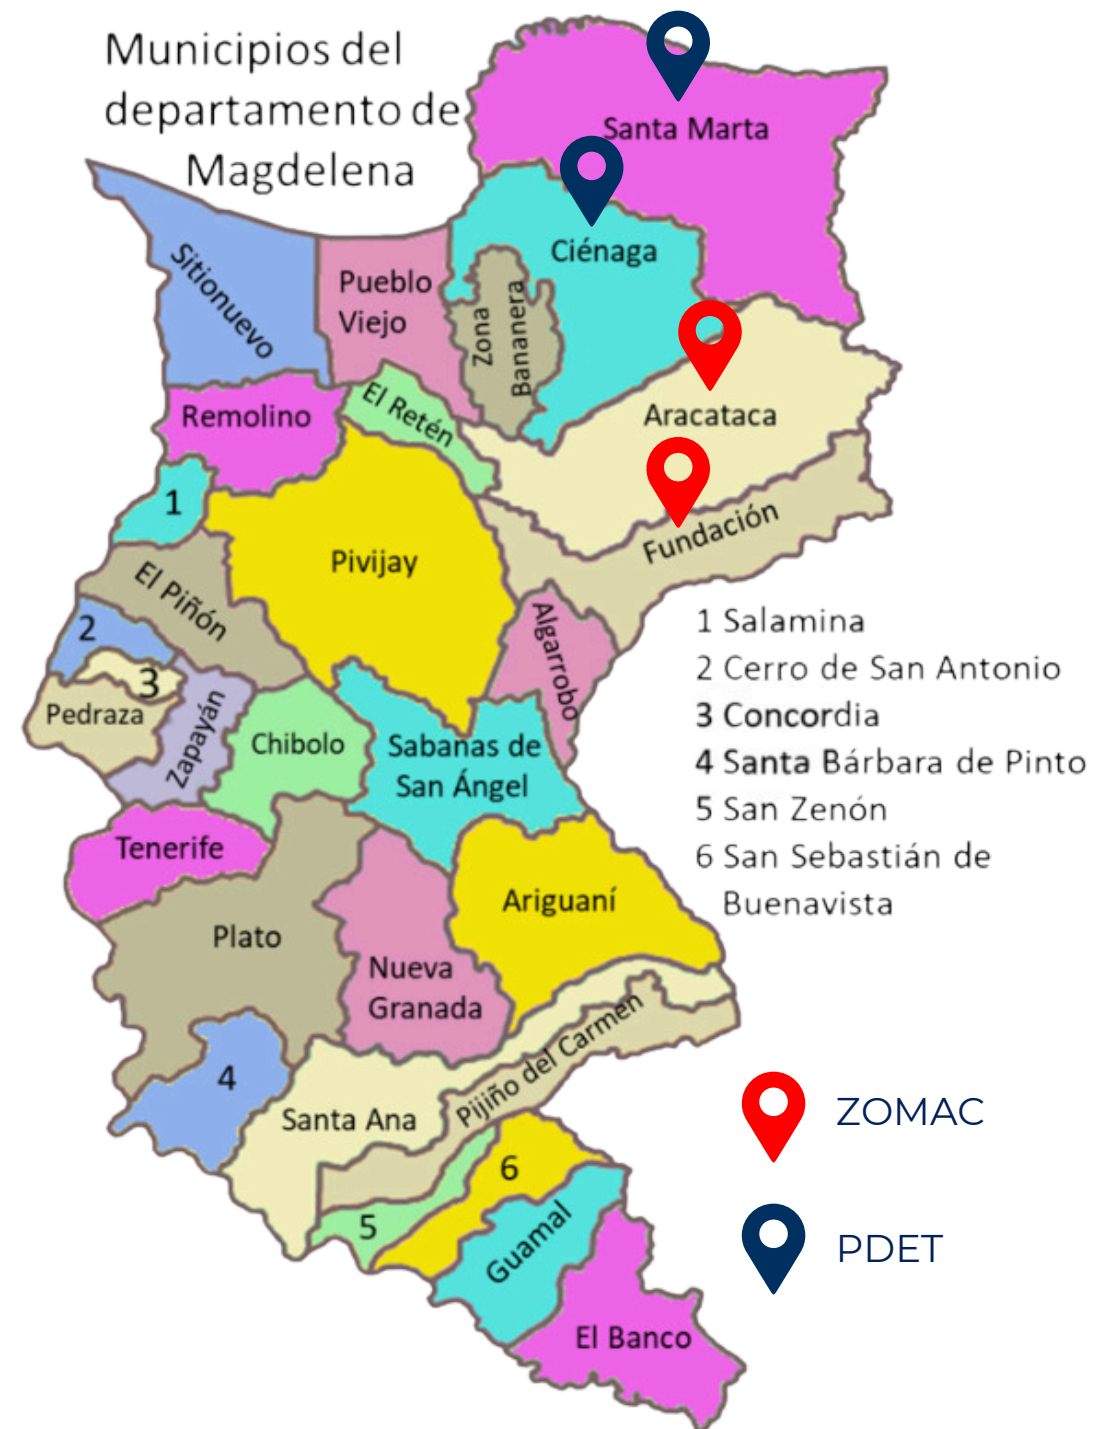 Municipios del
departamento de
Magdelena
Santa Marta
Ciénaga
Sitionuevo
Pueblo
Viejo
Zona
Bananera
El Retén
Remolino
Aracataca
1
Fundación
Pivijay
El Piñón
2
3
Algarrobo
Pedraza
Zapayán
Chibolo
Sabanas de
San Ángel
Tenerife
Ariguaní
Plato
Nueva
Granada
4
Santa Ana
Pijiño del Carmen
6
5
Guamal
El Banco
1 Salamina
2 Cerro de San Antonio
3 Concordia
4 Santa Bárbara de Pinto
5 San Zenón
6 San Sebastián de
Buenavista
ZOMAC
PDET